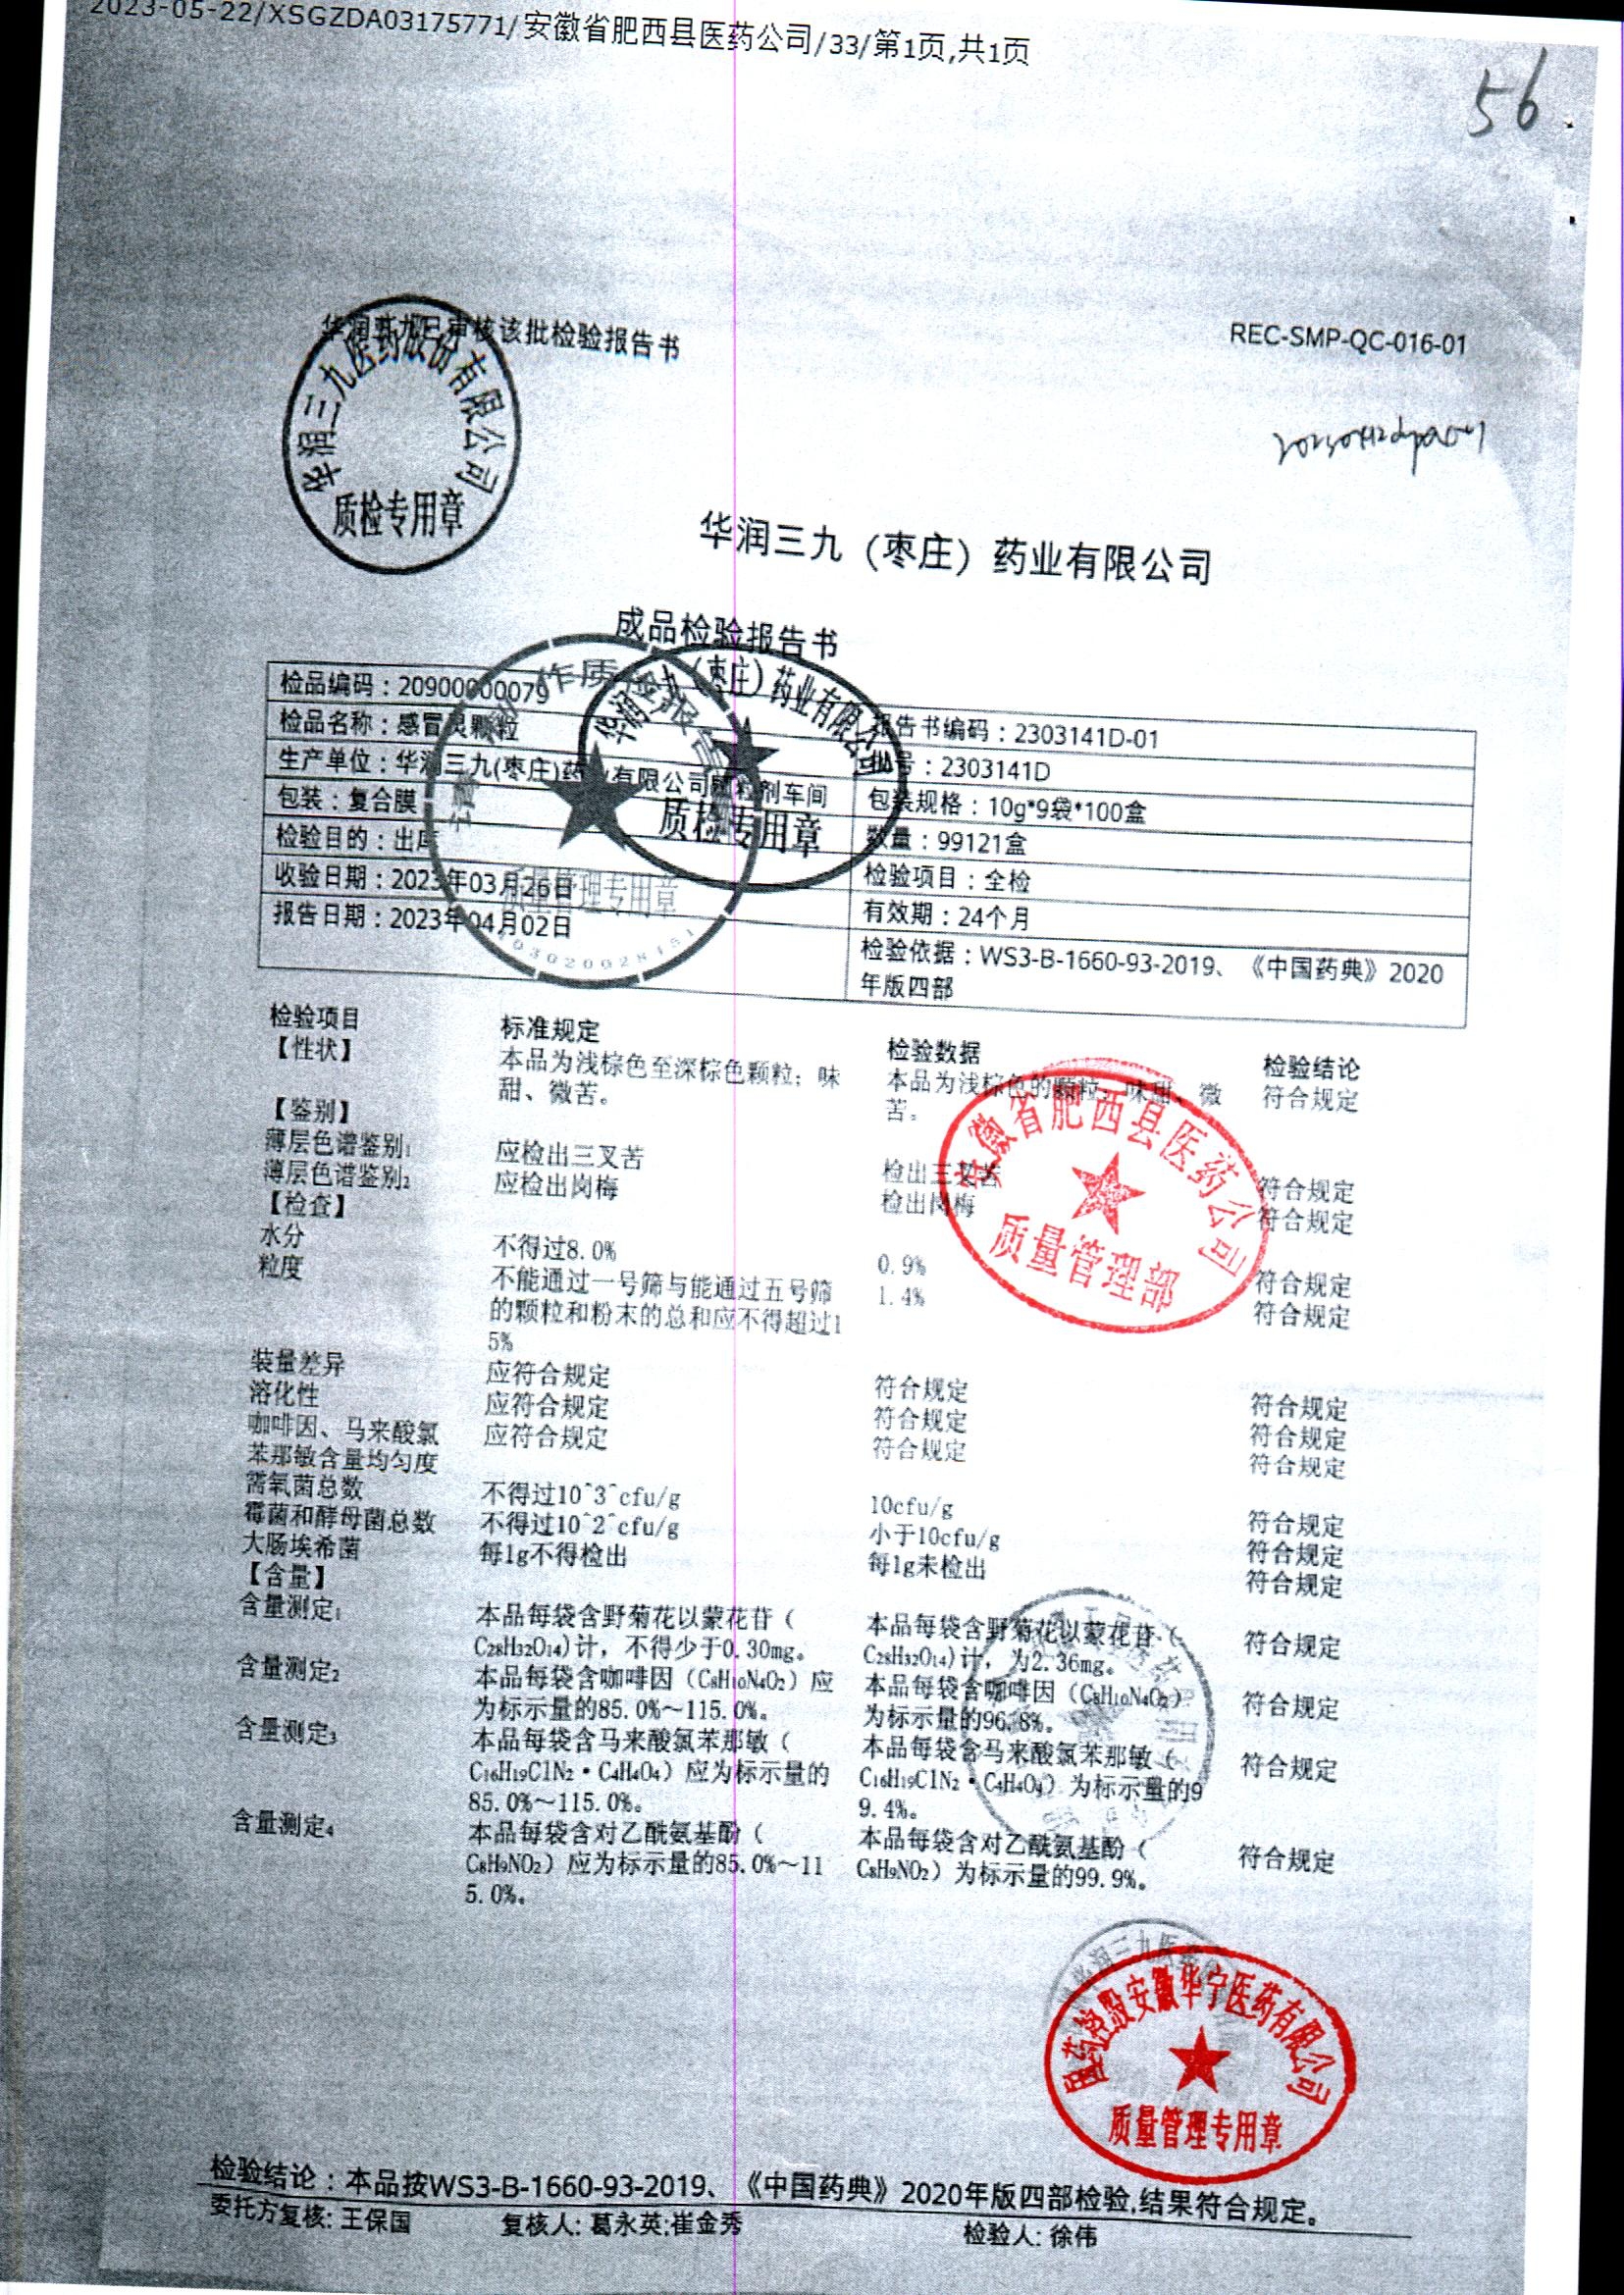 2023-05-22/XSGZDA03175771/安徽省肥西县医药公司/33/第1页,共1页
56
华润三九已审核该批检验报告书
REC-SMP-QC-016-01
华润三九医药股份有限公司
质检专用章
华润三九（枣庄）药业有限公司
成品检验报告书
检品编码：20900000079
报告书编码：2303141D-01
检品名称：感冒灵颗粒
批号：2303141D
生产单位：华润三九(枣庄)药业有限公司颗粒剂车间
包装规格：10g*9袋*100盒
包装：复合膜
数量：99121盒
检验目的：出库
检验项目：全检
收验日期：2023年03月26日
有效期：24个月
报告日期：2023年04月02日
检验依据：WS3-B-1660-93-2019、《中国药典》2020
年版四部
华润三九（枣庄）药业有限公司
质检专用章
质量管理专用章
检验项目 标准规定 检验数据 检验结论
【性状】 本品为浅棕色至深棕色颗粒；味 本品为浅棕色的颗粒；味甜、微 符合规定
甜、微苦。 苦。
【鉴别】
薄层色谱鉴别1 应检出三叉苦 检出三叉苦 符合规定
薄层色谱鉴别2 应检出岗梅 检出岗梅 符合规定
【检查】
水分 不得过8.0% 0.9% 符合规定
粒度 不能通过一号筛与能通过五号筛 1.4% 符合规定
的颗粒和粉末的总和应不得超过1
5%
装量差异 应符合规定 符合规定 符合规定
溶化性 应符合规定 符合规定 符合规定
咖啡因、马来酸氯 应符合规定 符合规定 符合规定
苯那敏含量均匀度
需氧菌总数 不得过10^3^cfu/g 10cfu/g 符合规定
霉菌和酵母菌总数 不得过10^2^cfu/g 小于10cfu/g 符合规定
大肠埃希菌 每1g不得检出 每1g未检出 符合规定
【含量】
含量测定1 本品每袋含野菊花以蒙花苷（ 本品每袋含野菊花以蒙花苷（ 符合规定
C28H32O14)计，不得少于0.30mg。 C28H32O14)计，为2.36mg。
含量测定2 本品每袋含咖啡因（C8H10N4O2）应 本品每袋含咖啡因（C8H10N4O2） 符合规定
为标示量的85.0%～115.0%。 为标示量的96.8%。
含量测定3 本品每袋含马来酸氯苯那敏（ 本品每袋含马来酸氯苯那敏（ 符合规定
C16H19ClN2·C4H4O4）应为标示量的 C16H19ClN2·C4H4O4）为标示量的9
85.0%～115.0%。 9.4%。
含量测定4 本品每袋含对乙酰氨基酚（ 本品每袋含对乙酰氨基酚（ 符合规定
C8H9NO2）应为标示量的85.0%～11 C8H9NO2）为标示量的99.9%。
5.0%。
安徽省肥西县医药公司
质量管理部
国药控股安徽华宁医药有限公司
质量管理专用章
检验结论：本品按WS3-B-1660-93-2019、《中国药典》2020年版四部检验,结果符合规定。
委托方复核: 王保国 复核人: 葛永英;崔金秀 检验人: 徐伟